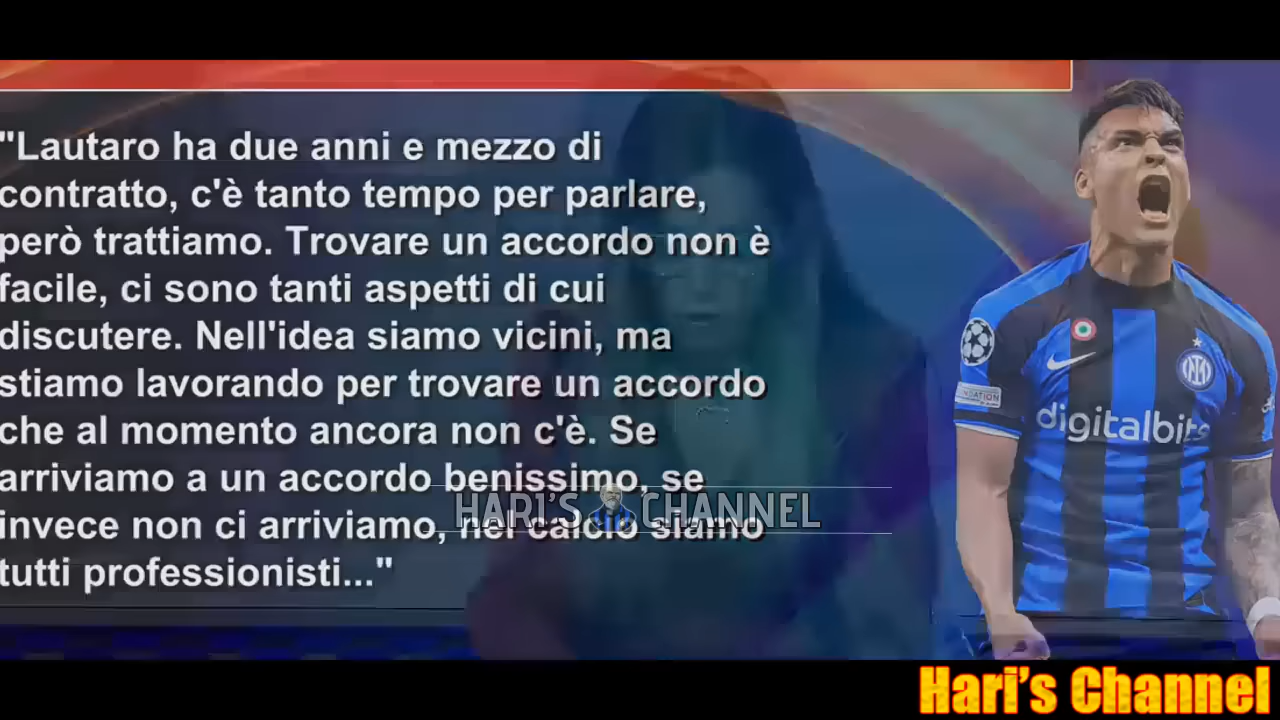 "Lautaro ha due anni e mezzo di
contratto, c'è tanto tempo per parlare,
però trattiamo. Trovare un accordo non è
facile, ci sono tanti aspetti di cui
discutere. Nell'idea siamo vicini, ma
stiamo lavorando per trovare un accordo
che al momento ancora non c'è. Se
arriviamo a un accordo benissimo, se
invece non ci arriviamo, nel calcio siamo
tutti professionisti..."
HARI'S CHANNEL
digitalbits
Hari's Channel